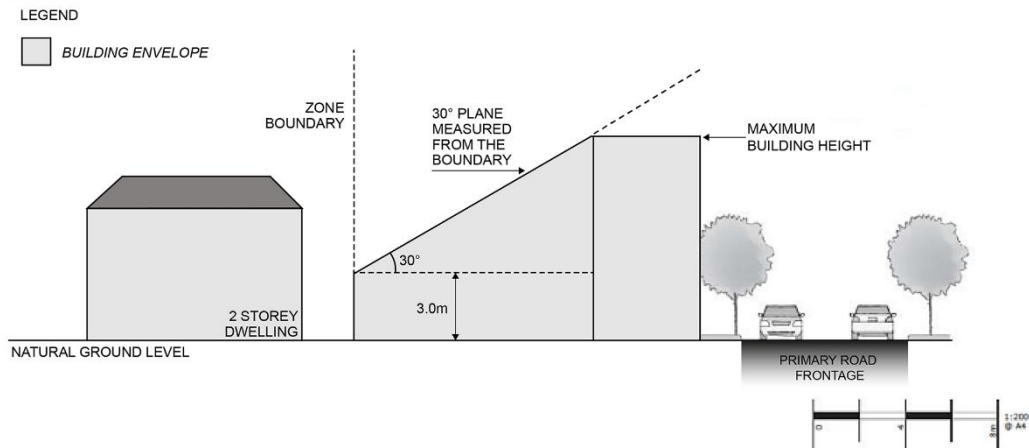 LEGEND
BUILDING ENVELOPE
ZONE
BOUNDARY
30° PLANE
MEASURED
FROM THE
BOUNDARY
MAXIMUM
BUILDING HEIGHT
30°
3.0m
2 STOREY
DWELLING
NATURAL GROUND LEVEL
PRIMARY ROAD
FRONTAGE
0
4
8m
1:200
@ A4